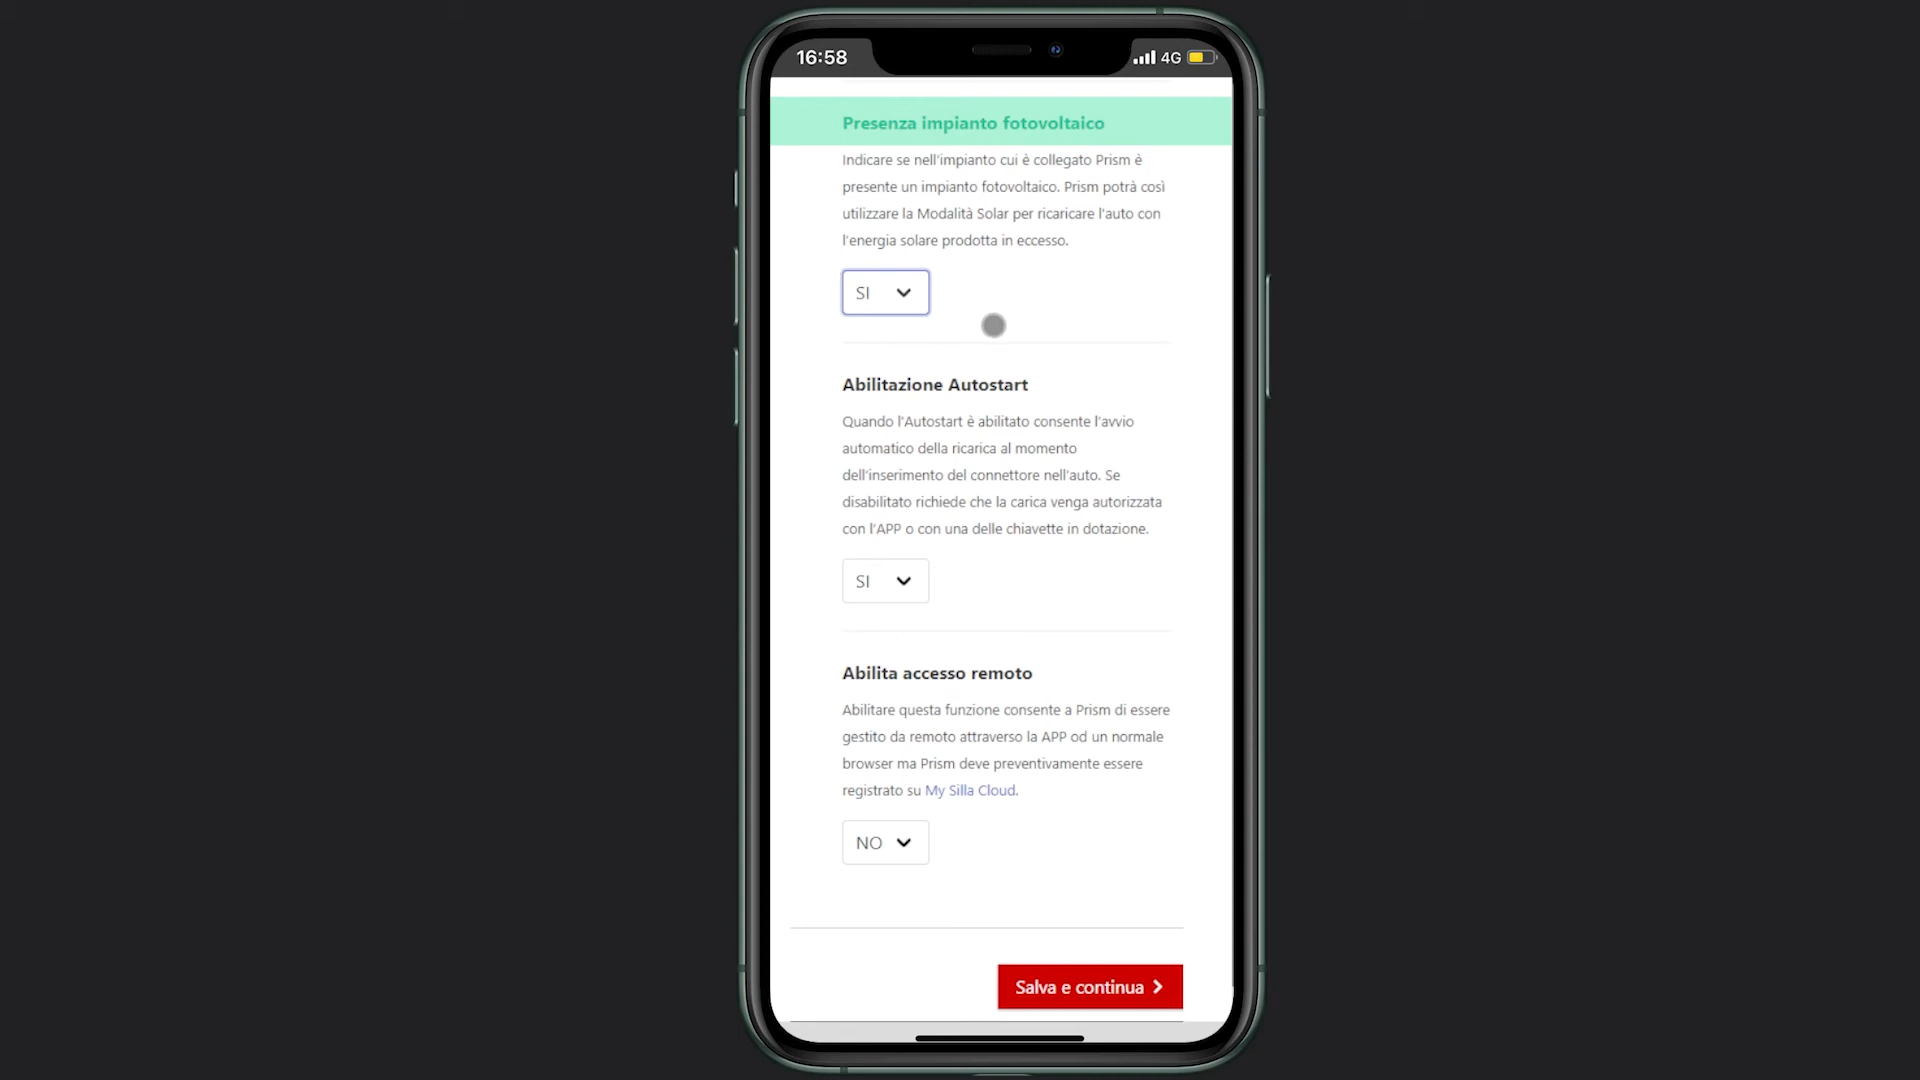 16:58
4G
Presenza impianto fotovoltaico
Indicare se nell'impianto cui è collegato Prism è
presente un impianto fotovoltaico. Prism potrà così
utilizzare la Modalità Solar per ricaricare l'auto con
l'energia solare prodotta in eccesso.
SI
Abilitazione Autostart
Quando l'Autostart è abilitato consente l'avvio
automatico della ricarica al momento
dell'inserimento del connettore nell'auto. Se
disabilitato richiede che la carica venga autorizzata
con l'APP o con una delle chiavette in dotazione.
SI
Abilita accesso remoto
Abilitare questa funzione consente a Prism di essere
gestito da remoto attraverso la APP od un normale
browser ma Prism deve preventivamente essere
registrato su My Silla Cloud.
NO
Salva e continua